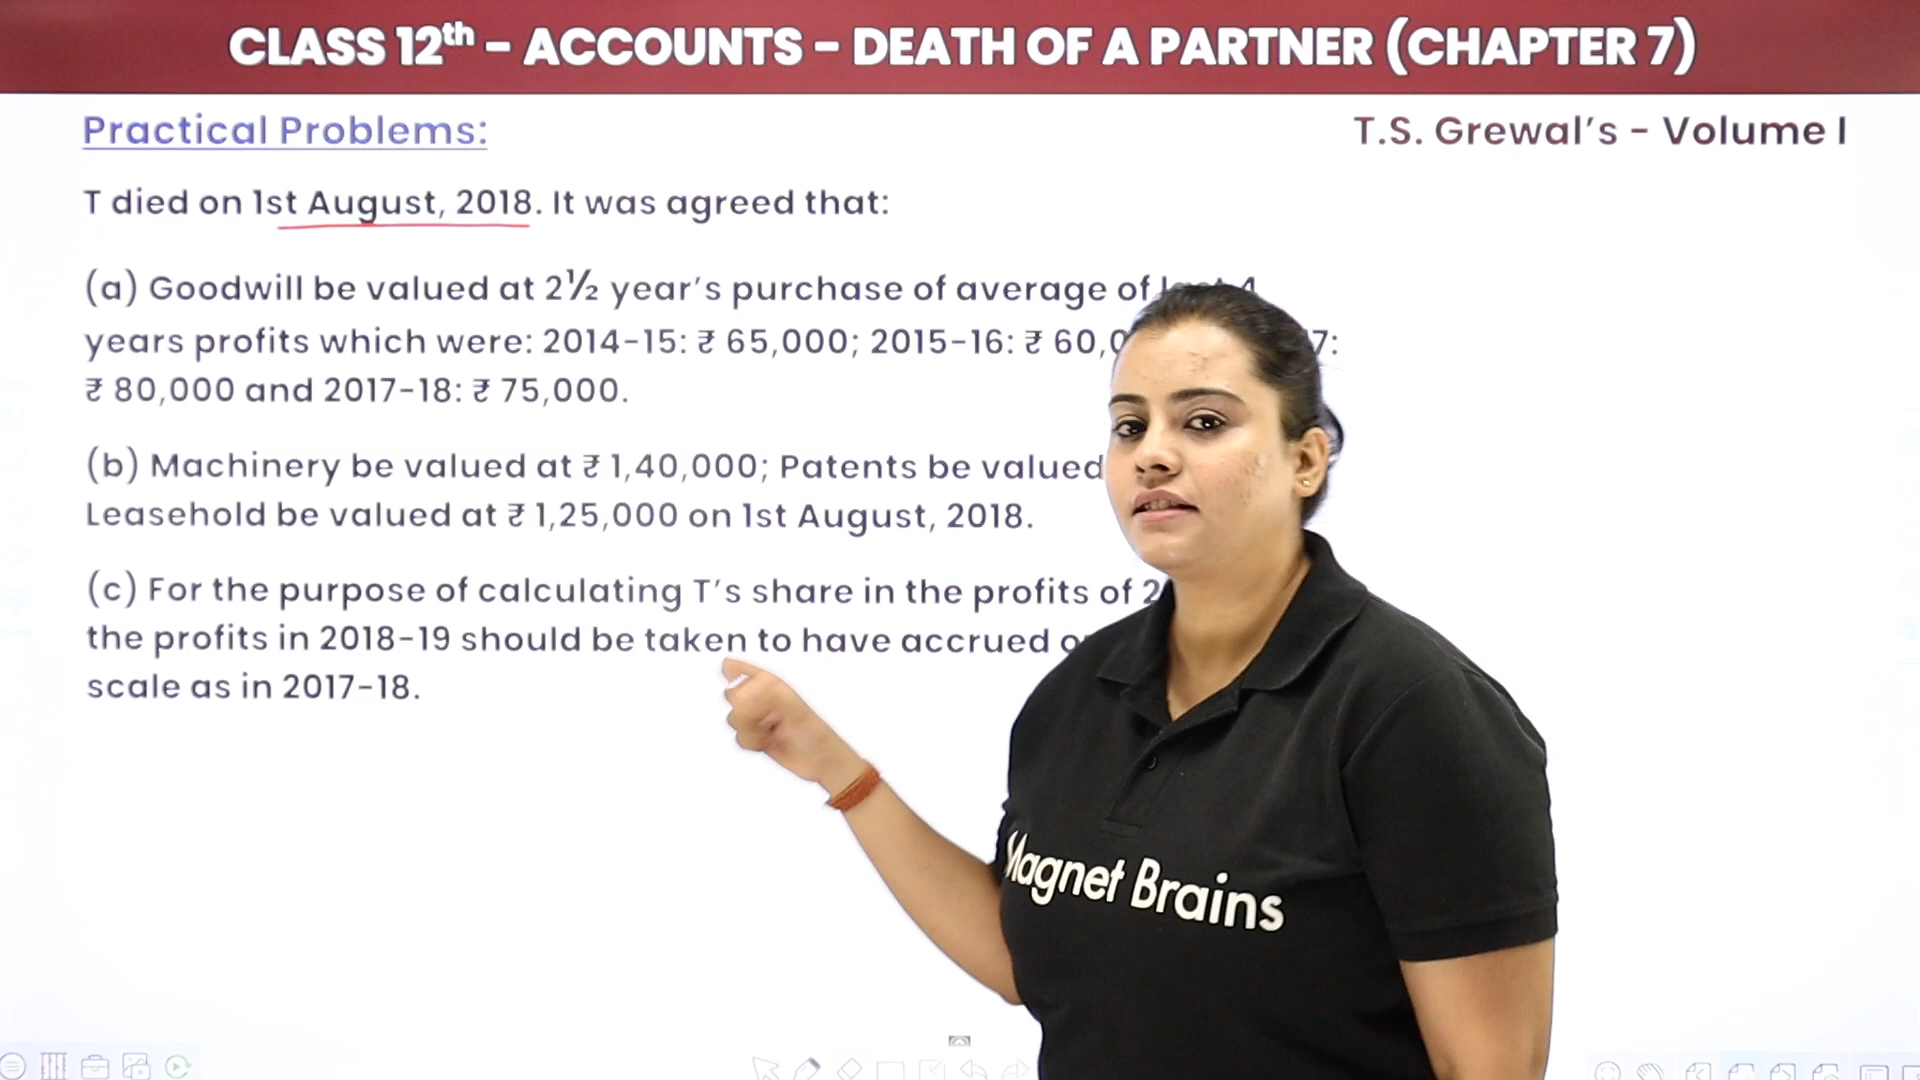 CLASS 12th - ACCOUNTS - DEATH OF A PARTNER (CHAPTER 7)
Practical Problems:
T.S. Grewal's - Volume I
T died on 1st August, 2018. It was agreed that:
(a) Goodwill be valued at 2½ year's purchase of average of last 4
years profits which were: 2014-15: ₹ 65,000; 2015-16: ₹ 60,0 7:
₹ 80,000 and 2017-18: ₹ 75,000.
(b) Machinery be valued at ₹ 1,40,000; Patents be valued
Leasehold be valued at ₹ 1,25,000 on 1st August, 2018.
(c) For the purpose of calculating T's share in the profits of 2
the profits in 2018-19 should be taken to have accrued
scale as in 2017-18.
Magnet Brains